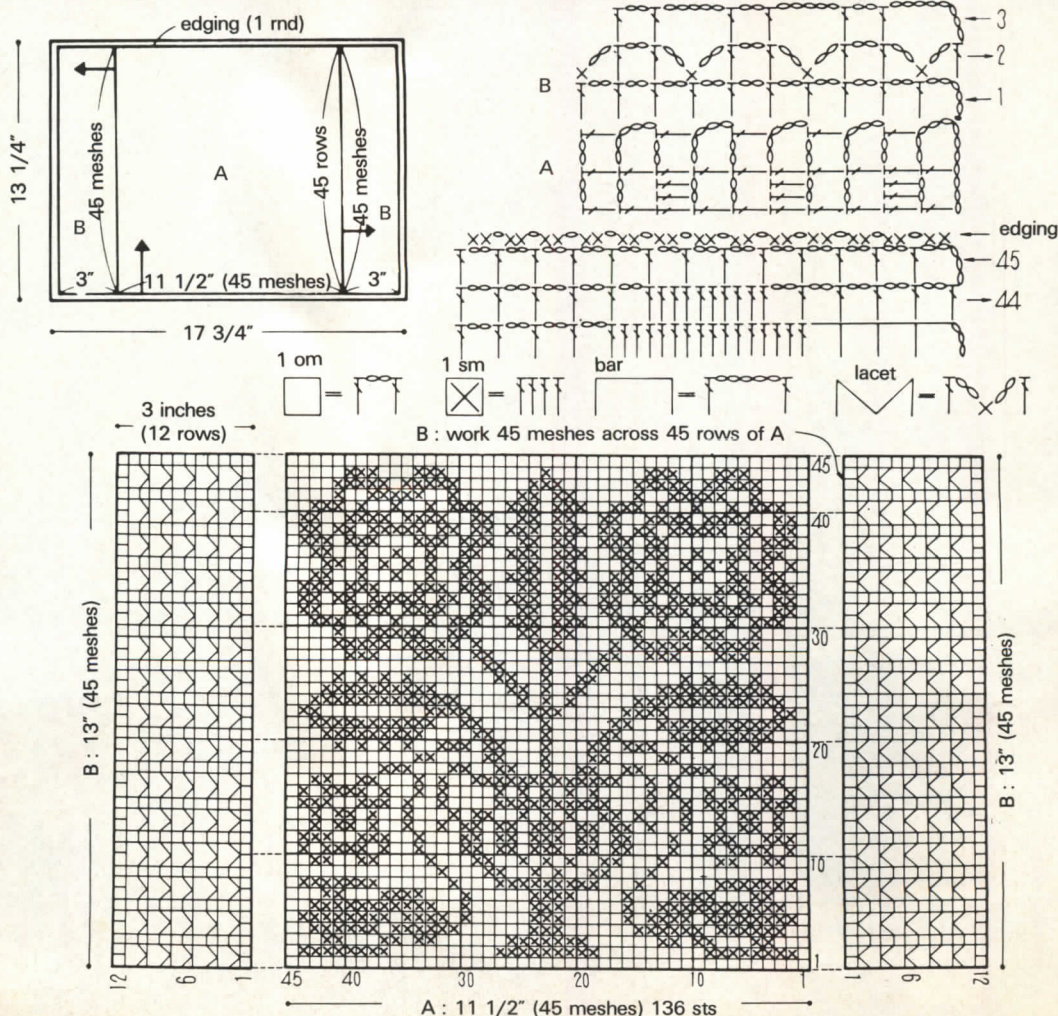 edging (1 rnd)
13 1/4"
45 meshes
A
45 rows
45 meshes
B
B
3"
11 1/2" (45 meshes)
3"
17 3/4"
3
2
B
1
A
edging
45
44
1 om
=
1 sm
=
bar
=
lacet
=
3 inches
(12 rows)
B : work 45 meshes across 45 rows of A
B : 13" (45 meshes)
45
40
30
20
10
1
B : 13" (45 meshes)
12 9 6 1
45 40 30 20 10 1
1 6 12
A : 11 1/2" (45 meshes) 136 sts